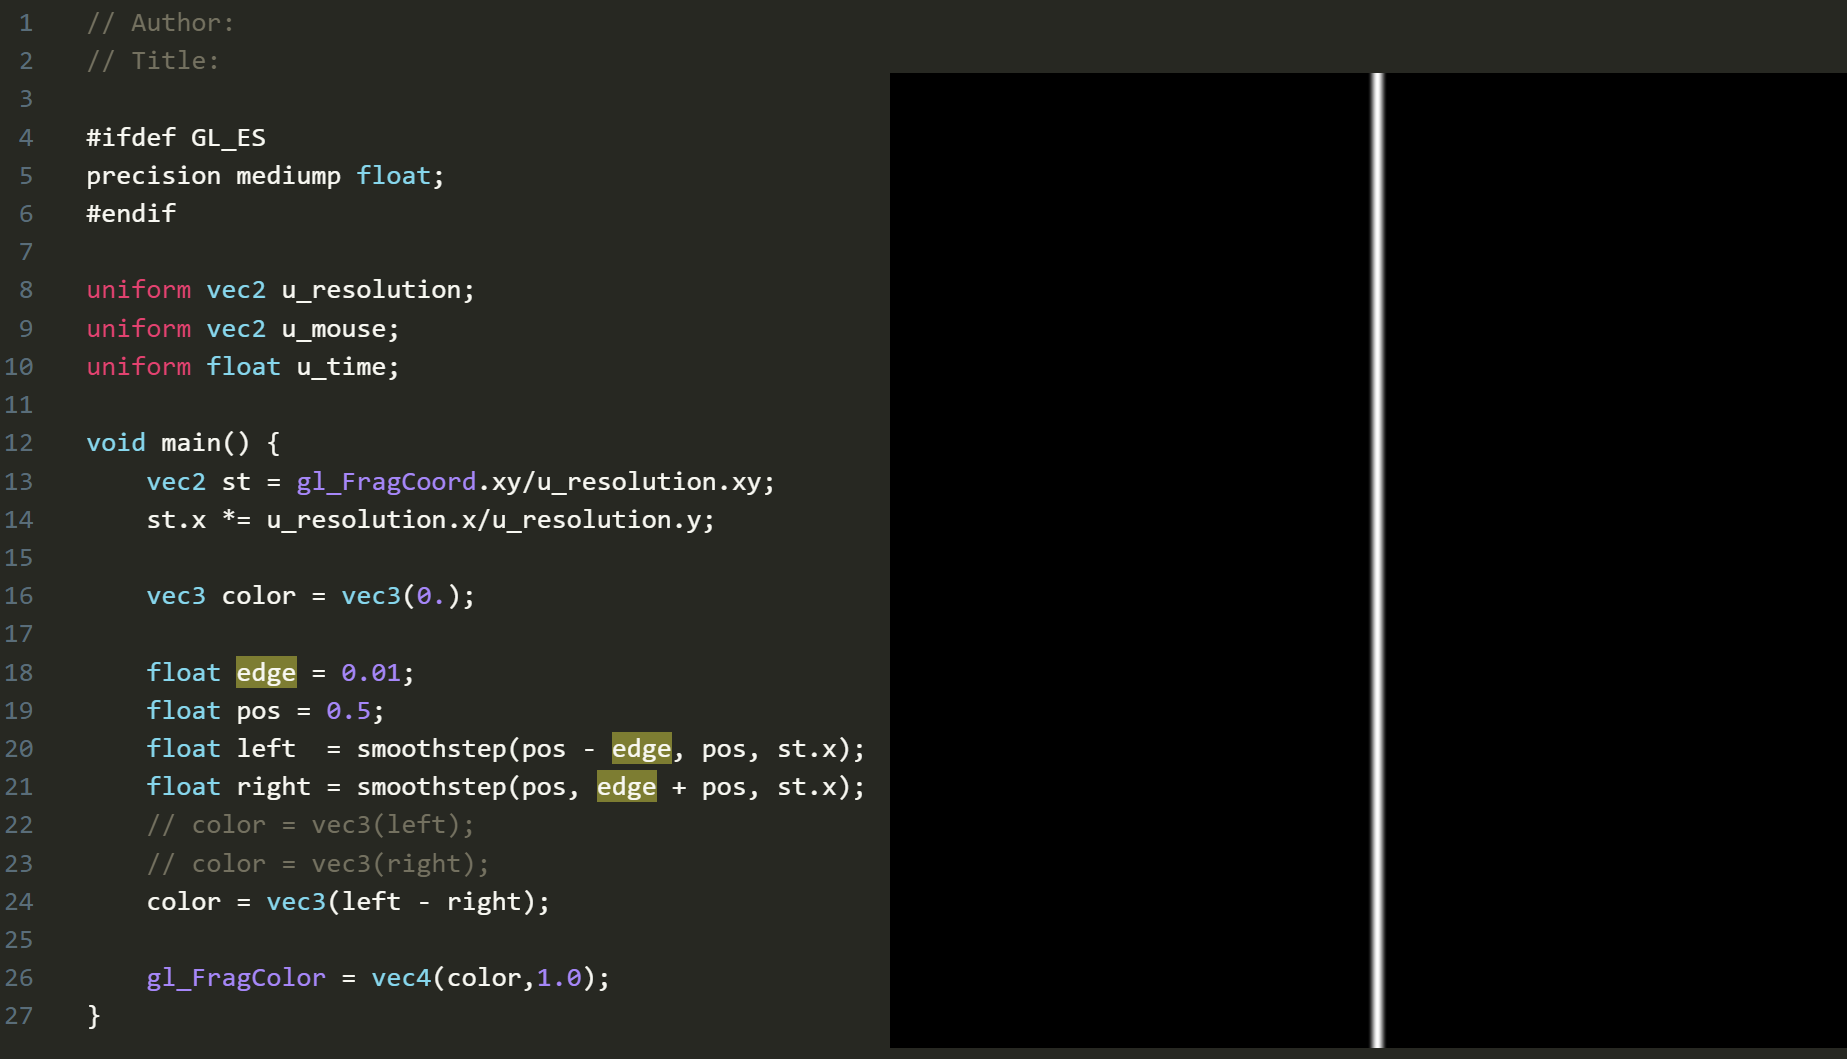 1 // Author:
2 // Title:
3
4 #ifdef GL_ES
5 precision mediump float;
6 #endif
7
8 uniform vec2 u_resolution;
9 uniform vec2 u_mouse;
10 uniform float u_time;
11
12 void main() {
13     vec2 st = gl_FragCoord.xy/u_resolution.xy;
14     st.x *= u_resolution.x/u_resolution.y;
15
16     vec3 color = vec3(0.);
17
18     float edge = 0.01;
19     float pos = 0.5;
20     float left  = smoothstep(pos - edge, pos, st.x);
21     float right = smoothstep(pos, edge + pos, st.x);
22     // color = vec3(left);
23     // color = vec3(right);
24     color = vec3(left - right);
25
26     gl_FragColor = vec4(color,1.0);
27 }